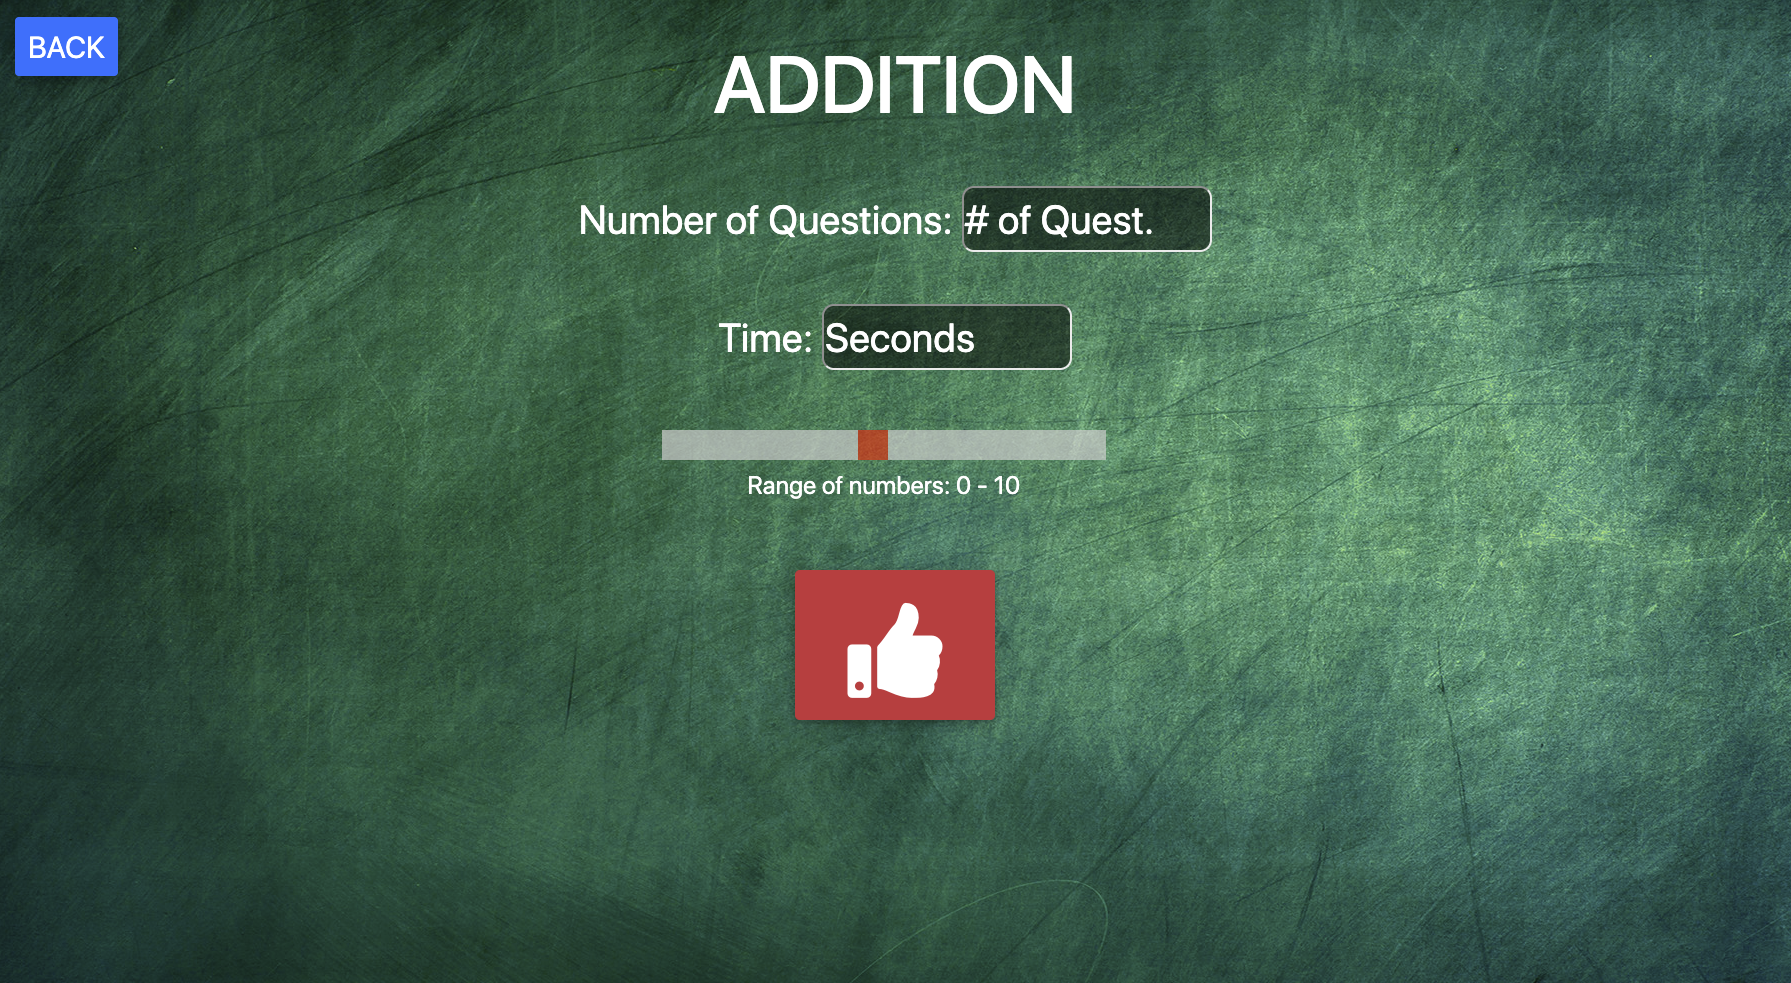 BACK
ADDITION
Number of Questions: # of Quest.
Time: Seconds
Range of numbers: 0 - 10